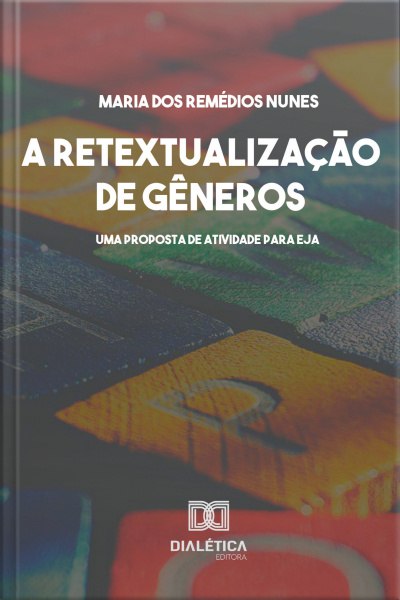 MARIA DOS REMÉDIOS NUNES
A RETEXTUALIZAÇÃO
DE GÊNEROS
UMA PROPOSTA DE ATIVIDADE PARA EJA
P
DIALÉTICA
EDITORA